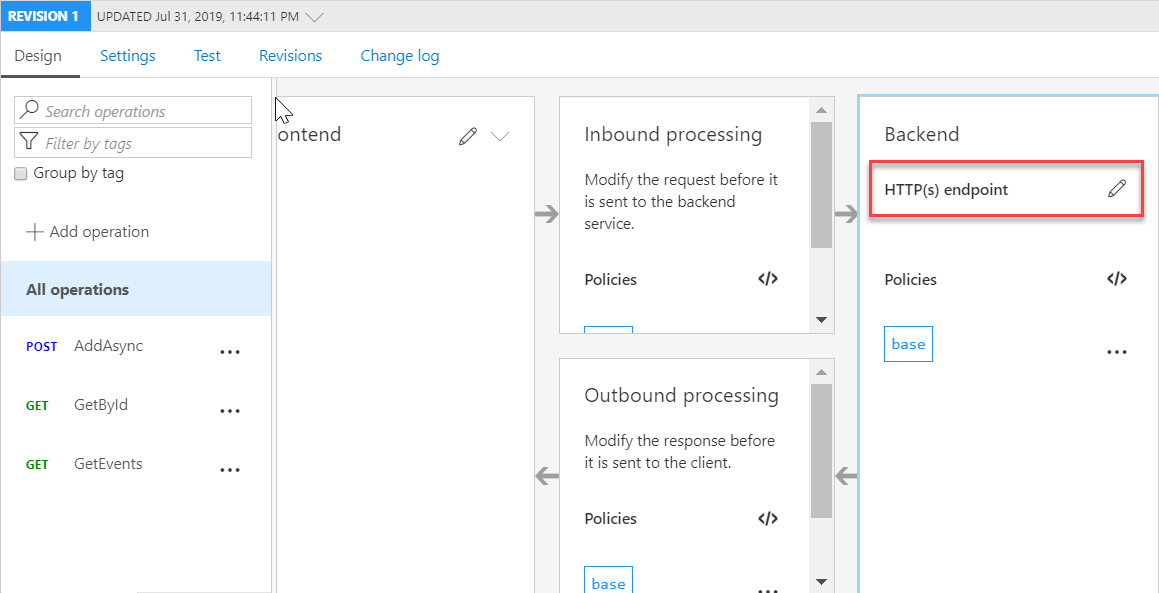 REVISION 1 UPDATED Jul 31, 2019, 11:44:11 PM
Design Settings Test Revisions Change log
Search operations
Filter by tags
Group by tag
Add operation
All operations
POST AddAsync ...
GET GetById ...
GET GetEvents ...
ontend
Inbound processing
Modify the request before it
is sent to the backend
service.
Policies </>
Outbound processing
Modify the response before
it is sent to the client.
Policies </>
base ...
Backend
HTTP(s) endpoint
Policies </>
base ...